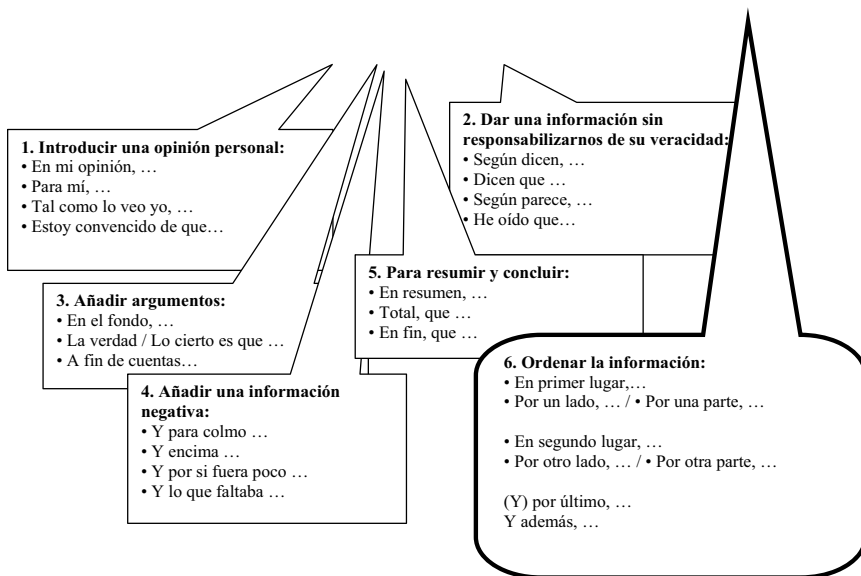 1. Introducir una opinión personal:
• En mi opinión, …
• Para mí, …
• Tal como lo veo yo, …
• Estoy convencido de que…
2. Dar una información sin
responsabilizarnos de su veracidad:
• Según dicen, …
• Dicen que …
• Según parece, …
• He oído que…
3. Añadir argumentos:
• En el fondo, …
• La verdad / Lo cierto es que …
• A fin de cuentas…
4. Añadir una información
negativa:
• Y para colmo …
• Y encima …
• Y por si fuera poco …
• Y lo que faltaba …
5. Para resumir y concluir:
• En resumen, …
• Total, que …
• En fin, que …
6. Ordenar la información:
• En primer lugar,…
• Por un lado, … / • Por una parte, …
• En segundo lugar, …
• Por otro lado, … / • Por otra parte, …
(Y) por último, …
Y además, …